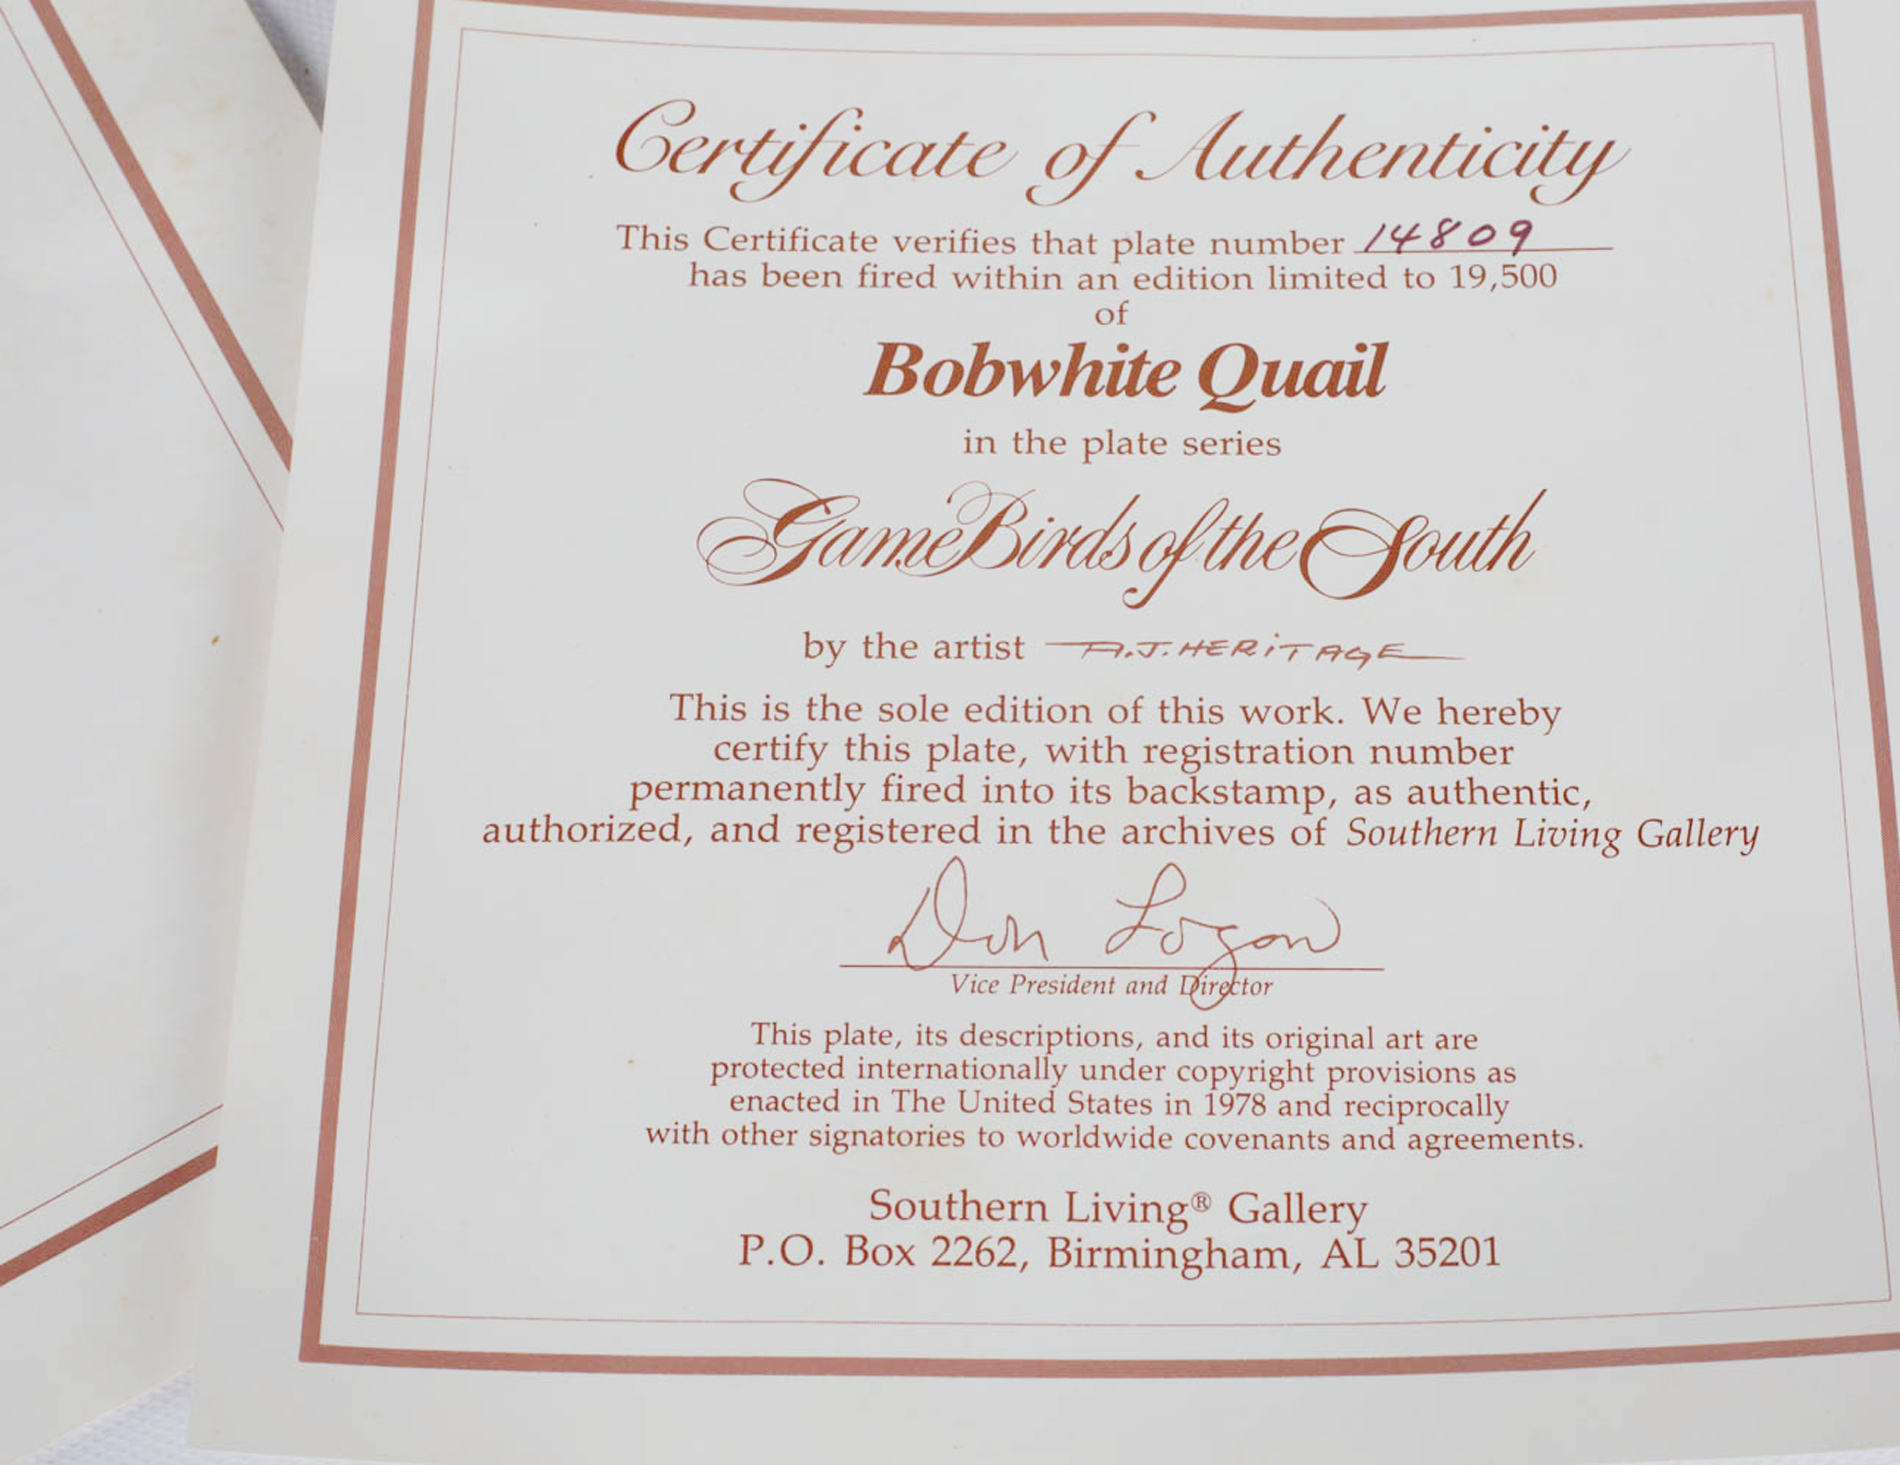 Certificate of Authenticity
This Certificate verifies that plate number 14809
has been fired within an edition limited to 19,500
of
Bobwhite Quail
in the plate series
Game Birds of the South
by the artist A.J. HERITAGE
This is the sole edition of this work. We hereby
certify this plate, with registration number
permanently fired into its backstamp, as authentic,
authorized, and registered in the archives of Southern Living Gallery
Don Logan
Vice President and Director
This plate, its descriptions, and its original art are
protected internationally under copyright provisions as
enacted in The United States in 1978 and reciprocally
with other signatories to worldwide covenants and agreements.
Southern Living® Gallery
P.O. Box 2262, Birmingham, AL 35201